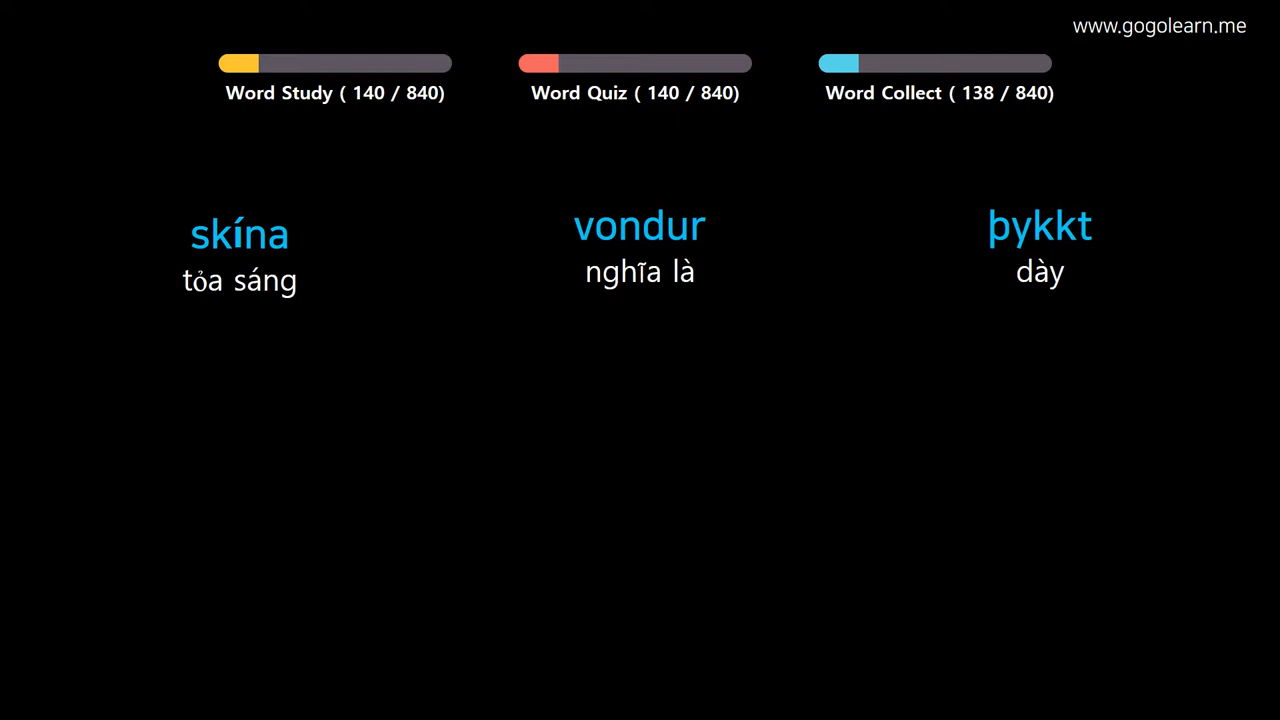 www.gogolearn.me
Word Study ( 140 / 840)
Word Quiz ( 140 / 840)
Word Collect ( 138 / 840)
skína
tỏa sáng
vondur
nghĩa là
þykkt
dày